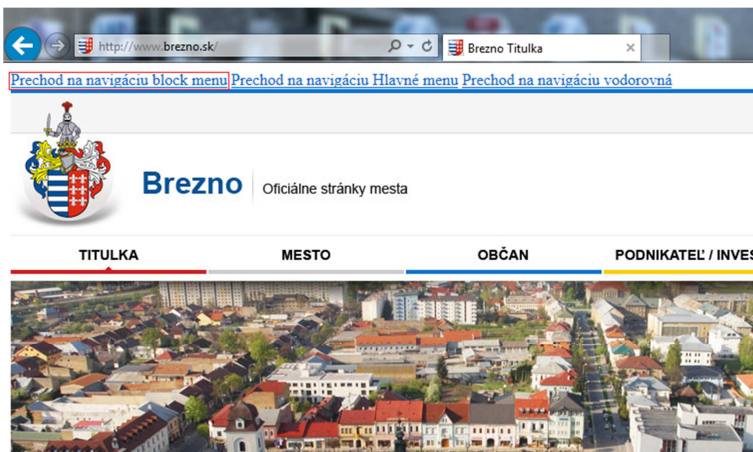 http://www.brezno.sk/
Brezno Titulka
Prechod na navigáciu block menu Prechod na navigáciu Hlavné menu Prechod na navigáciu vodorovná
Brezno
Oficiálne stránky mesta
TITULKA MESTO OBČAN PODNIKATEĽ / INVES